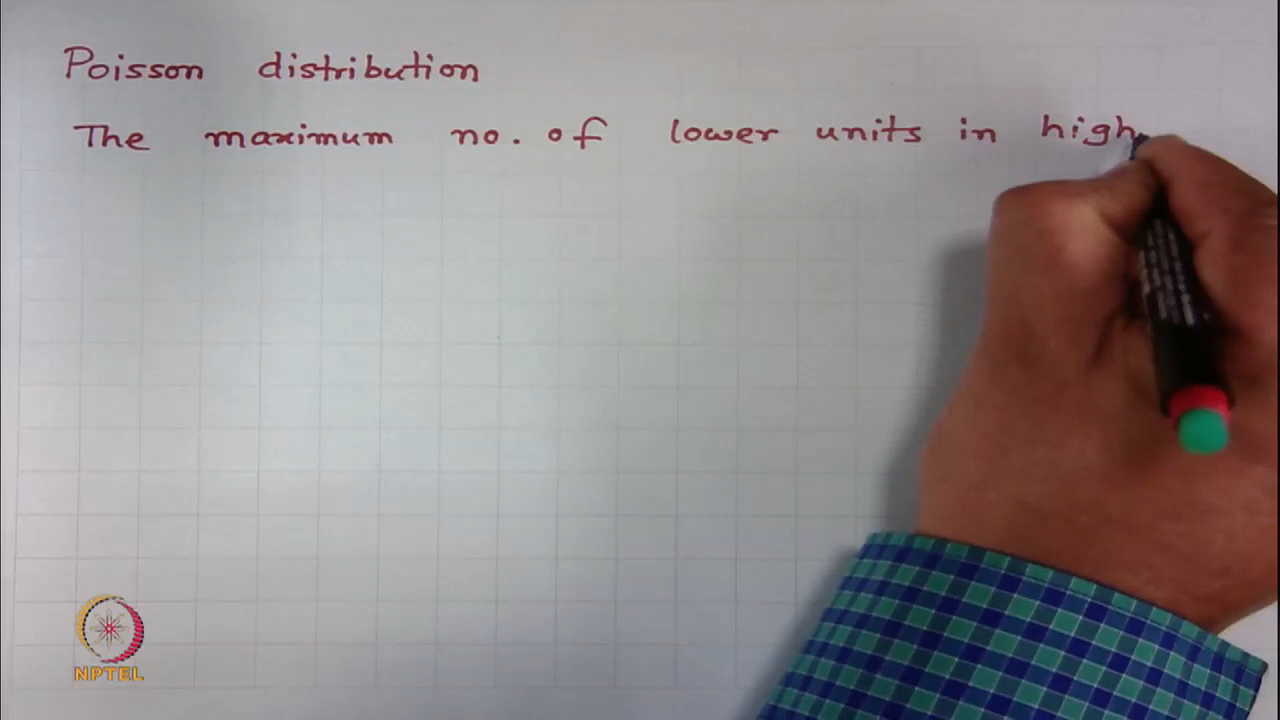 Poisson distribution
The maximum no. of lower units in high
NPTEL